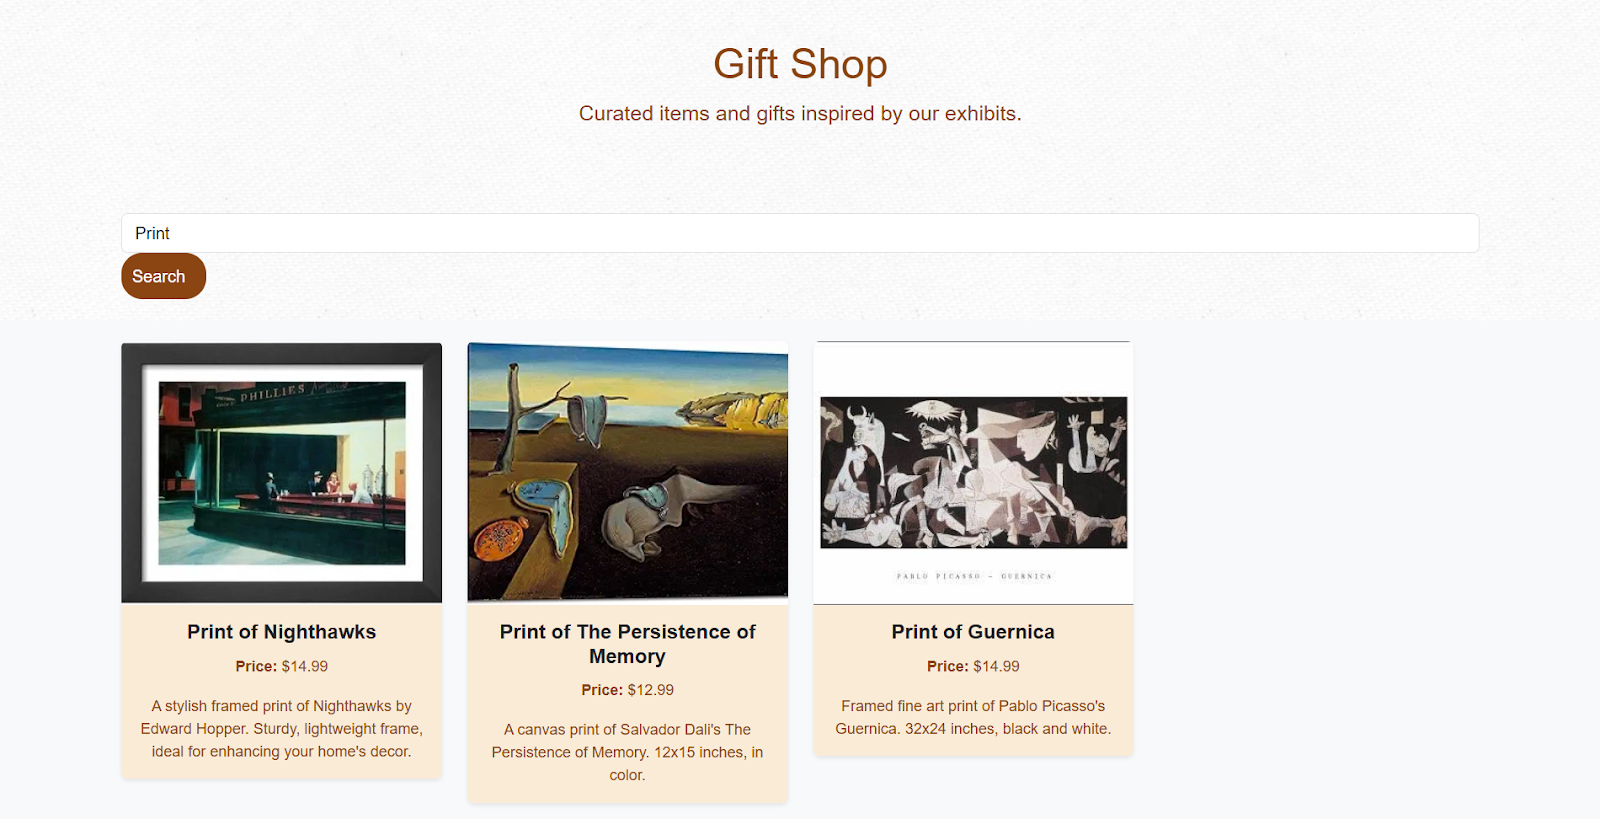 Gift Shop
Curated items and gifts inspired by our exhibits.
Print
Search
PHILLIES
Print of Nighthawks
Price: $14.99
A stylish framed print of Nighthawks by
Edward Hopper. Sturdy, lightweight frame,
ideal for enhancing your home's decor.
Print of The Persistence of
Memory
Price: $12.99
A canvas print of Salvador Dali's The
Persistence of Memory. 12x15 inches, in
color.
PABLO PICASSO - GUERNICA
Print of Guernica
Price: $14.99
Framed fine art print of Pablo Picasso's
Guernica. 32x24 inches, black and white.